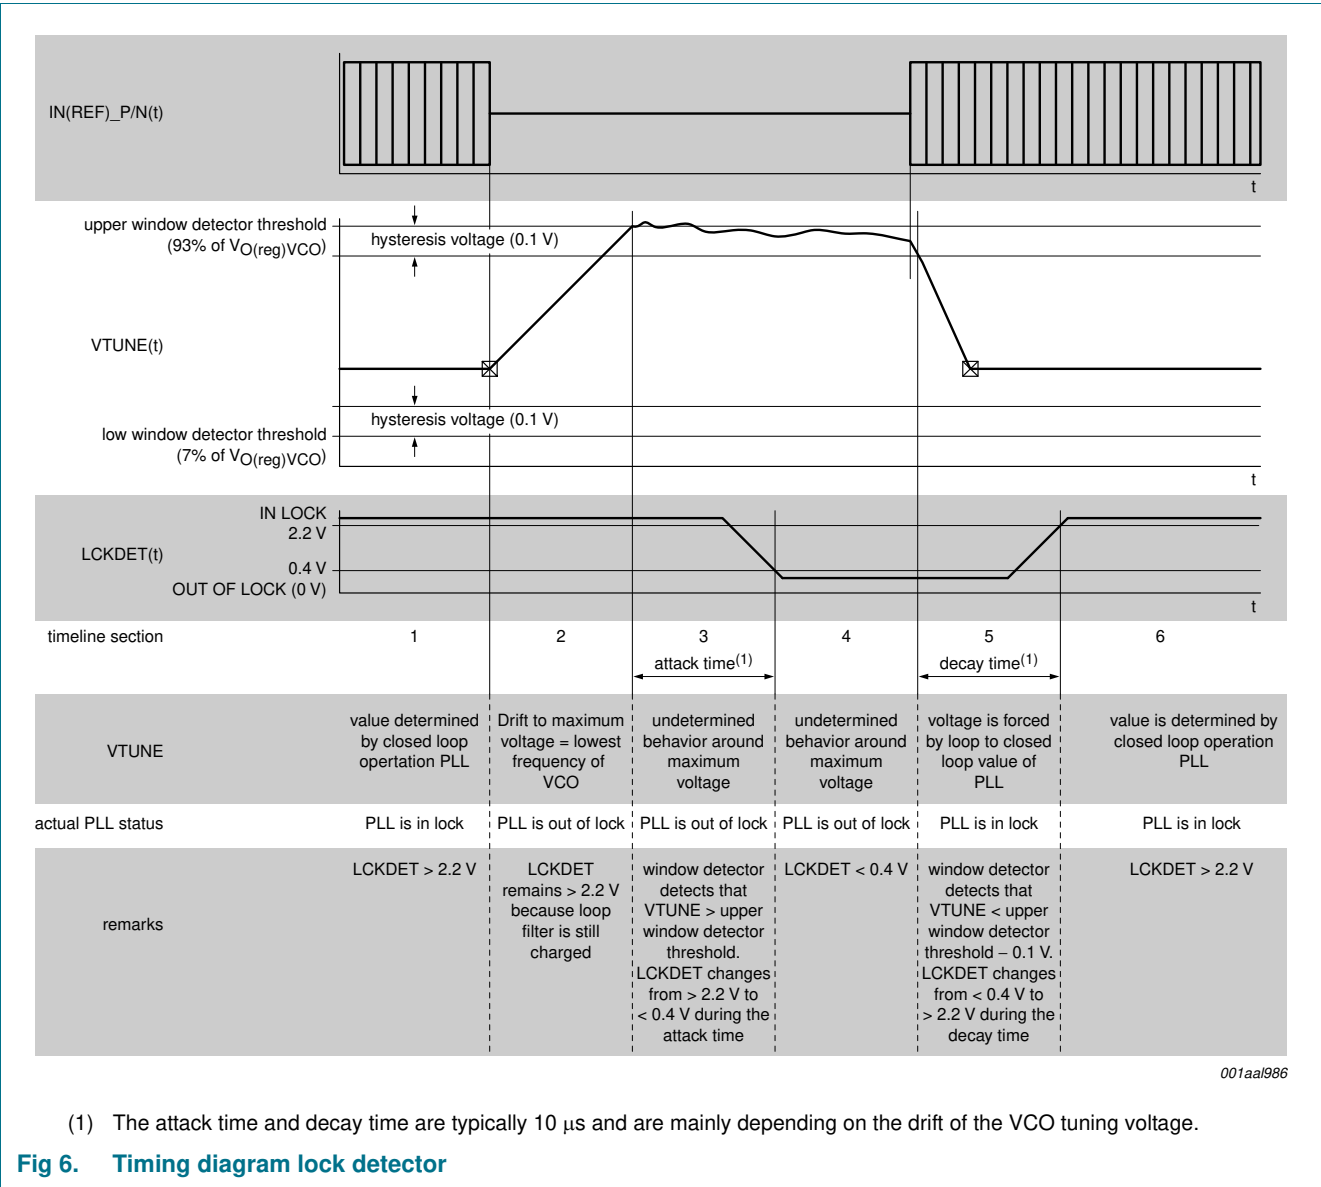 IN(REF)_P/N(t)
t
upper window detector threshold
(93% of VO(reg)VCO)
hysteresis voltage (0.1 V)
VTUNE(t)
hysteresis voltage (0.1 V)
low window detector threshold
(7% of VO(reg)VCO)
t
IN LOCK
2.2 V
LCKDET(t)
0.4 V
OUT OF LOCK (0 V)
t
timeline section 1 2 3 4 5 6
attack time(1) decay time(1)
VTUNE
value determined
by closed loop
opertation PLL
Drift to maximum
voltage = lowest
frequency of
VCO
undetermined
behavior around
maximum
voltage
undetermined
behavior around
maximum
voltage
voltage is forced
by loop to closed
loop value of
PLL
value is determined by
closed loop operation
PLL
actual PLL status PLL is in lock PLL is out of lock PLL is out of lock PLL is out of lock PLL is in lock PLL is in lock
remarks
LCKDET > 2.2 V
LCKDET
remains > 2.2 V
because loop
filter is still
charged
window detector
detects that
VTUNE > upper
window detector
threshold.
LCKDET changes
from > 2.2 V to
< 0.4 V during the
attack time
LCKDET < 0.4 V
window detector
detects that
VTUNE < upper
window detector
threshold − 0.1 V.
LCKDET changes
from < 0.4 V to
> 2.2 V during the
decay time
LCKDET > 2.2 V
001aal986
(1) The attack time and decay time are typically 10 μs and are mainly depending on the drift of the VCO tuning voltage.
Fig 6. Timing diagram lock detector